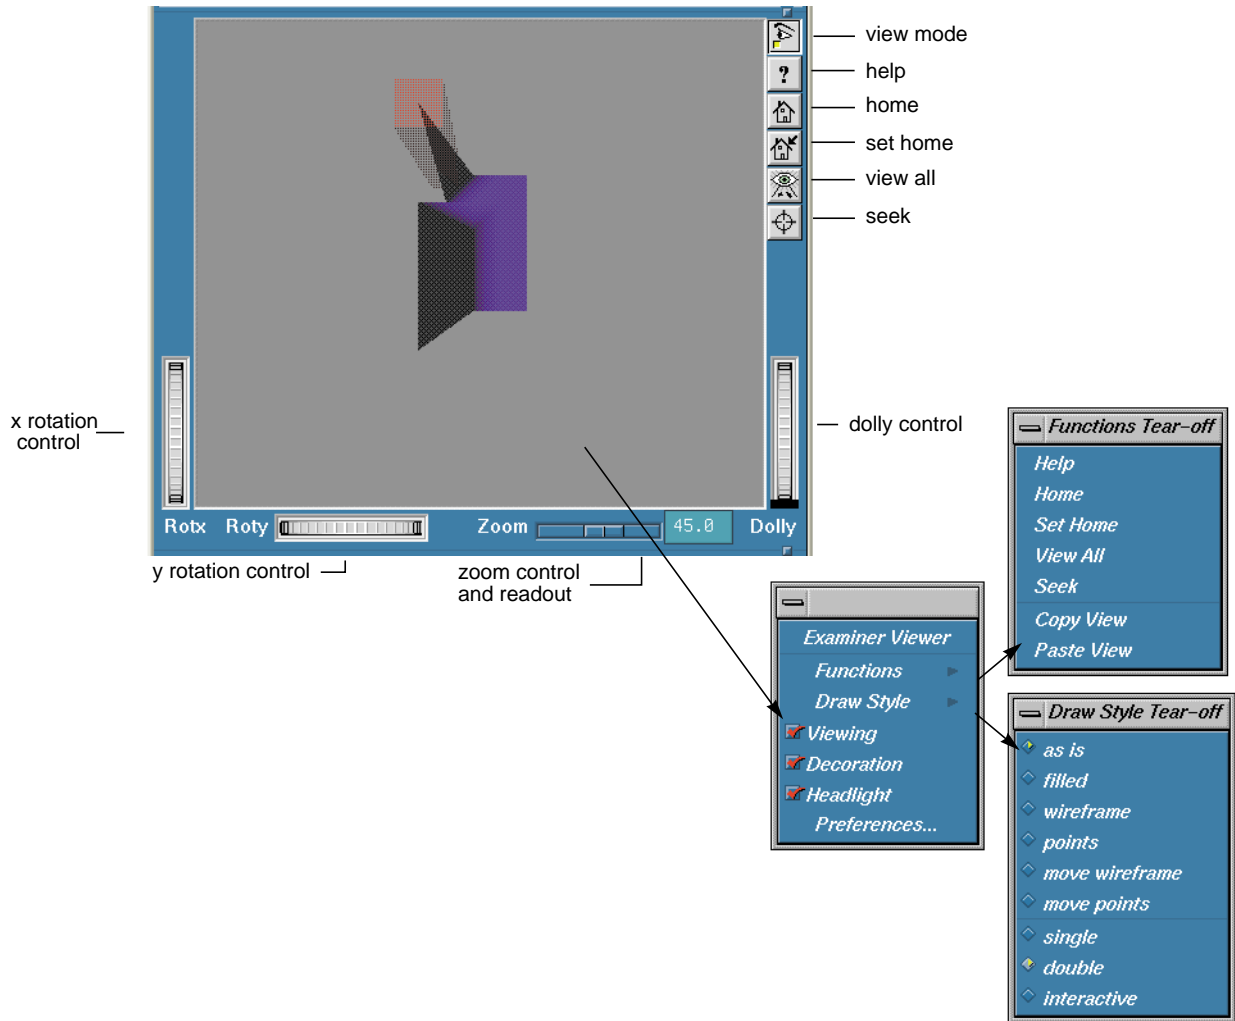 view mode
?
help
home
set home
view all
seek
x rotation
control
dolly control
Rotx Roty Zoom 45.0 Dolly
y rotation control
zoom control
and readout
Examiner Viewer
Functions
Draw Style
Viewing
Decoration
Headlight
Preferences...
Functions Tear-off
Help
Home
Set Home
View All
Seek
Copy View
Paste View
Draw Style Tear-off
as is
filled
wireframe
points
move wireframe
move points
single
double
interactive